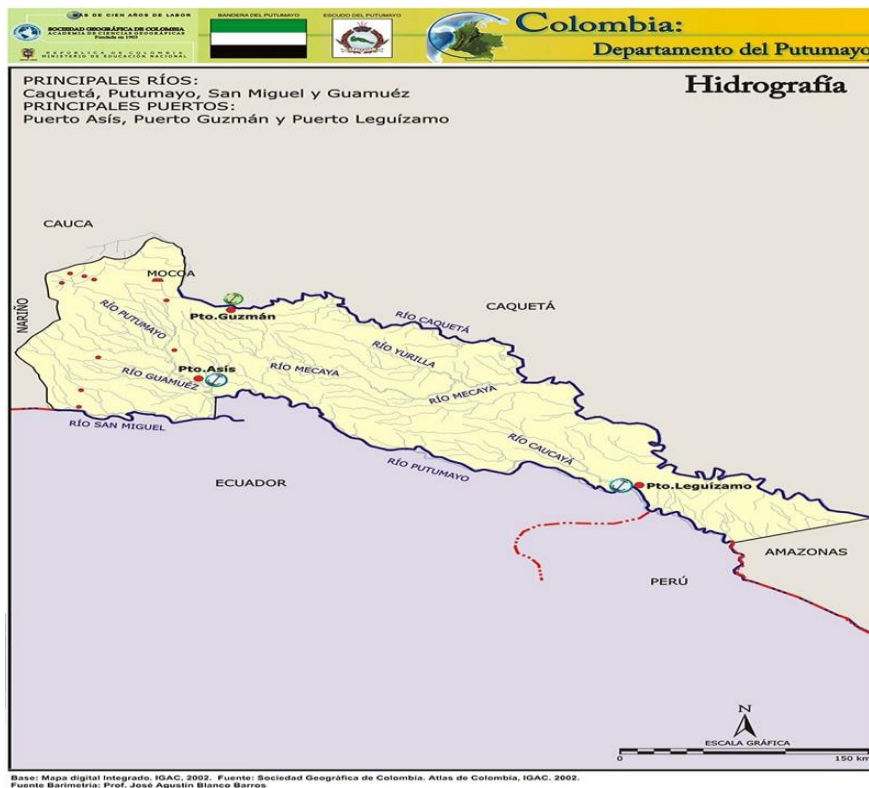 MAS DE CIEN AÑOS DE LABOR
SOCIEDAD GEOGRÁFICA DE COLOMBIA
ACADEMIA DE CIENCIAS GEOGRÁFICAS
Fundada en 1903
REPÚBLICA DE COLOMBIA
MINISTERIO DE EDUCACIÓN NACIONAL
BANDERA DEL PUTUMAYO
ESCUDO DEL PUTUMAYO
Colombia:
Departamento del Putumayo
PRINCIPALES RÍOS:
Caquetá, Putumayo, San Miguel y Guamuéz
PRINCIPALES PUERTOS:
Puerto Asís, Puerto Guzmán y Puerto Leguízamo
Hidrografía
CAUCA
MOCOA
NARIÑO
CAQUETÁ
Pto.Guzmán
RÍO CAQUETÁ
RÍO PUTUMAYO
RÍO YURILLA
Pto.Asís
RÍO MECAYA
RÍO GUAMUÉZ
RÍO MECAYA
RÍO SAN MIGUEL
RÍO CAUCAYÁ
RÍO PUTUMAYO
ECUADOR
Pto.Leguízamo
AMAZONAS
PERÚ
N
ESCALA GRÁFICA
0 150 km
Base: Mapa digital Integrado. IGAC, 2002. Fuente: Sociedad Geográfica de Colombia. Atlas de Colombia, IGAC. 2002.
Fuente Barimetria: Prof. José Agustín Blanco Barros